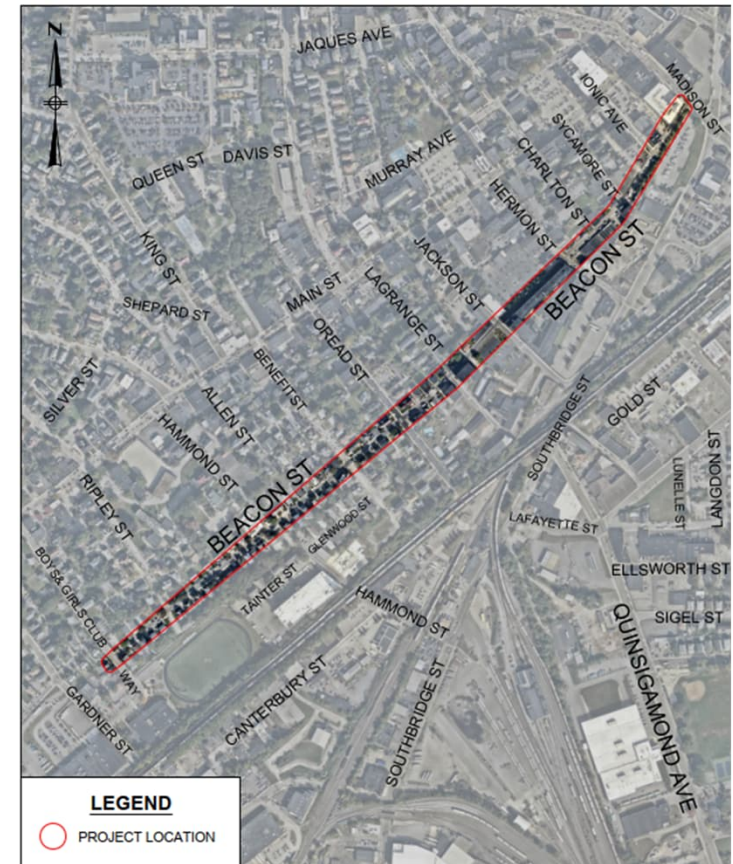 N
JAQUES AVE
MADISON ST
IONIC AVE
SYCAMORE ST
CHARLTON ST
HERMON ST
QUEEN ST
DAVIS ST
MURRAY AVE
KING ST
JACKSON ST
BEACON ST
SHEPARD ST
MAIN ST
LAGRANGE ST
OREAD ST
BENEFIT ST
SILVER ST
ALLEN ST
HAMMOND ST
SOUTHBRIDGE ST
GOLD ST
LUNELLE ST
LANGDON ST
RIPLEY ST
BEACON ST
GLENWOOD ST
LAFAYETTE ST
BOYS & GIRLS CLUB
WAY
TAINTER ST
HAMMOND ST
ELLSWORTH ST
SIGEL ST
GARDNER ST
CANTERBURY ST
SOUTHBRIDGE ST
QUINSIGAMOND AVE
LEGEND
PROJECT LOCATION